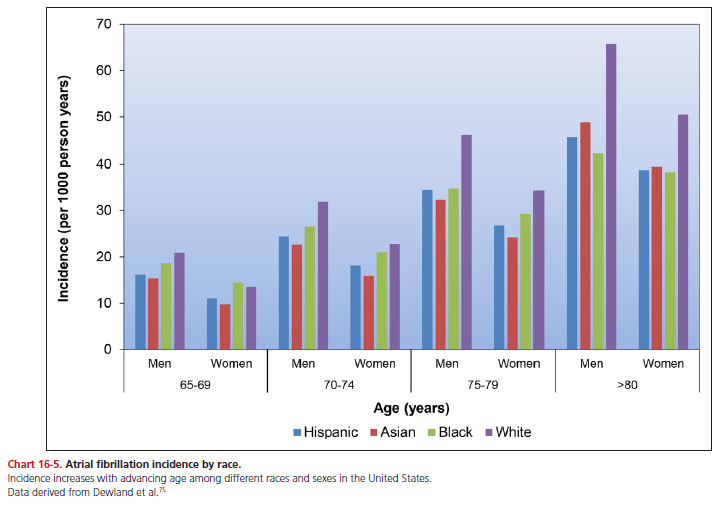 70
60
50
40
30
20
10
0
Incidence (per 1000 person years)
Men Women Men Women Men Women Men Women
65-69 70-74 75-79 >80
Age (years)
Hispanic Asian Black White
Chart 16-5. Atrial fibrillation incidence by race.
Incidence increases with advancing age among different races and sexes in the United States.
Data derived from Dewland et al.75